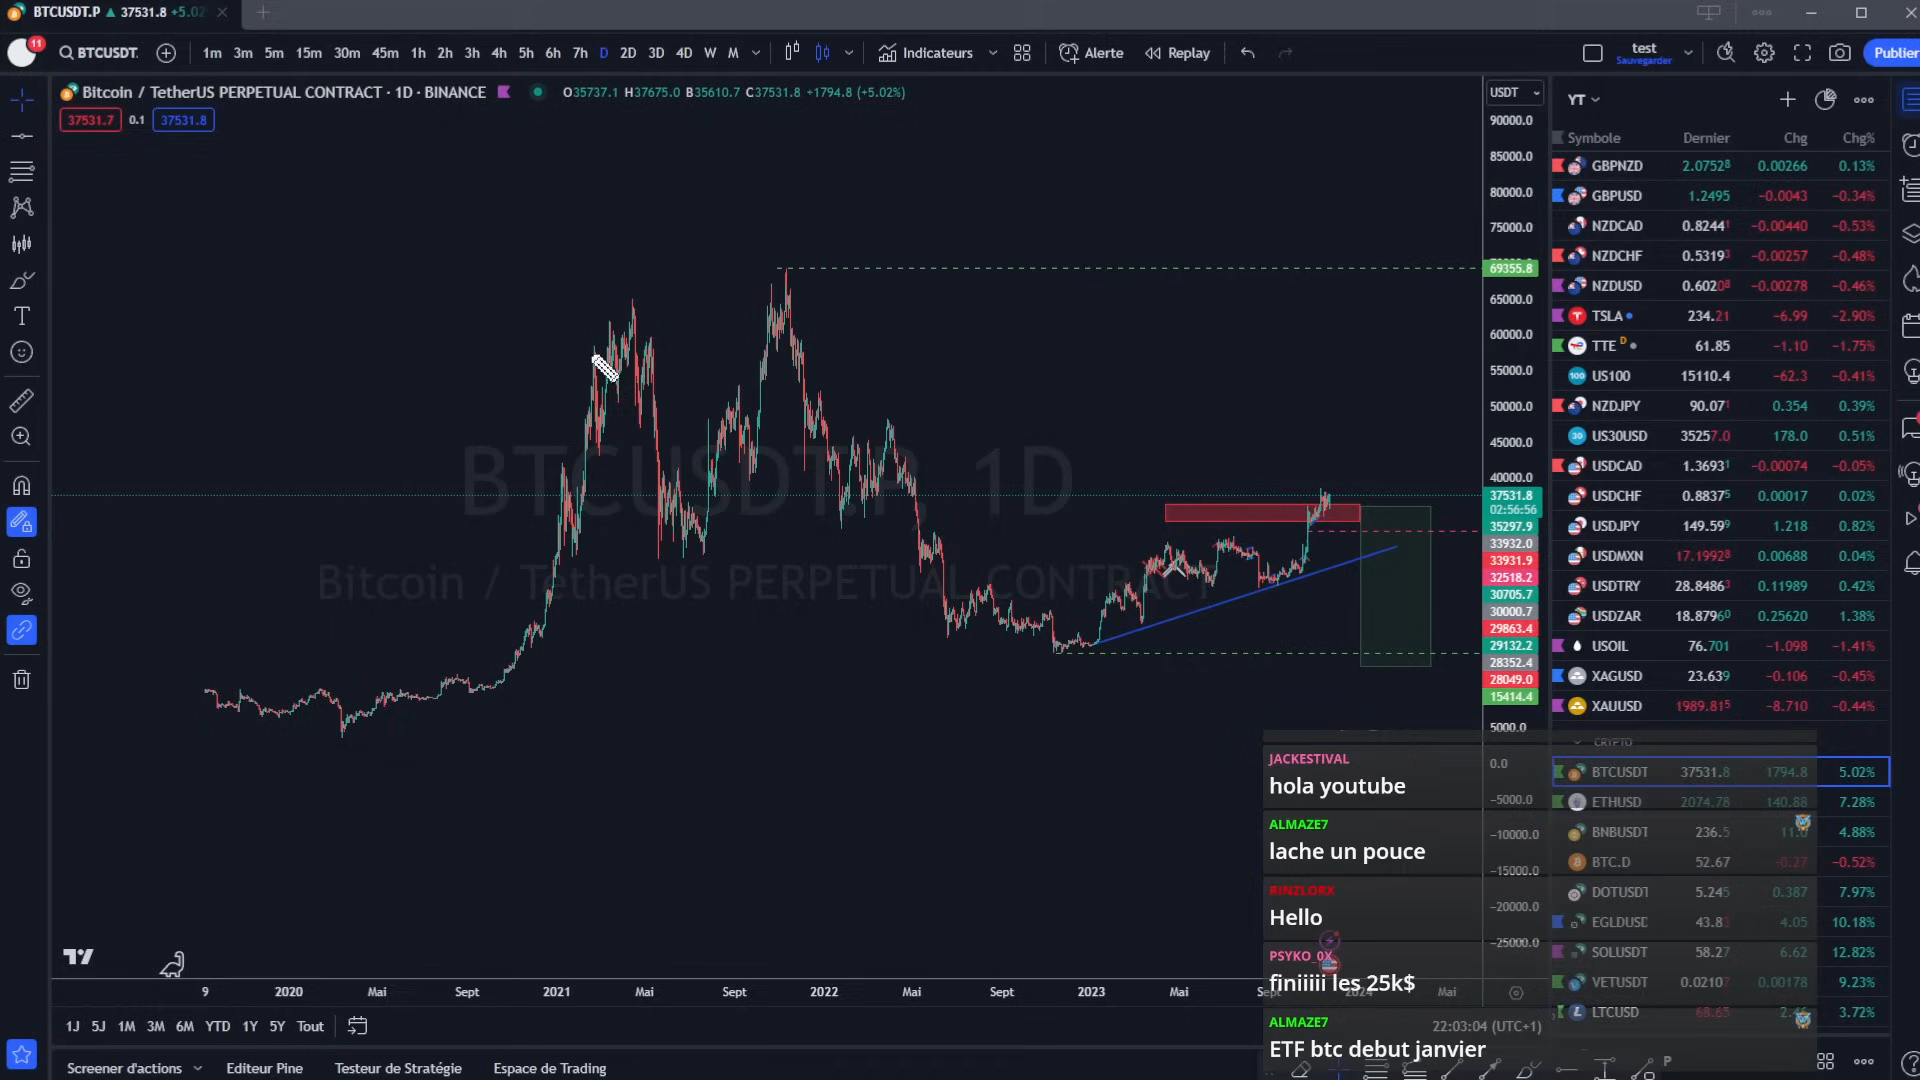 BTCUSDT.P ▲ 37531.8 +5.02
11
BTCUSDT.
1m 3m 5m 15m 30m 45m 1h 2h 3h 4h 5h 6h 7h D 2D 3D 4D W M
Indicateurs
Alerte
Replay
test
Sauvegarder
Publier
Bitcoin / TetherUS PERPETUAL CONTRACT · 1D · BINANCE
O35737.1 H37675.0 B35610.7 C37531.8 +1794.8 (+5.02%)
37531.7 0.1 37531.8
BTCUSDT.P, 1D
Bitcoin / TetherUS PERPETUAL CONTRACT
USDT
90000.0
85000.0
80000.0
75000.0
69355.8
65000.0
60000.0
55000.0
50000.0
45000.0
40000.0
37531.8
02:56:56
35297.9
33932.0
33931.9
32518.2
30705.7
30000.7
29863.4
29132.2
28352.4
28049.0
15414.4
5000.0
0.0
−5000.0
−10000.0
−15000.0
−20000.0
−25000.0
YT
Symbole Dernier Chg Chg%
GBPNZD 2.07528 0.00266 0.13%
GBPUSD 1.2495 −0.0043 −0.34%
NZDCAD 0.82441 −0.00440 −0.53%
NZDCHF 0.53193 −0.00257 −0.48%
NZDUSD 0.60208 −0.00278 −0.46%
TSLA 234.21 −6.99 −2.90%
TTE D 61.85 −1.10 −1.75%
100 US100 15110.4 −62.3 −0.41%
NZDJPY 90.071 0.354 0.39%
30 US30USD 35257.0 178.0 0.51%
USDCAD 1.36931 −0.00074 −0.05%
USDCHF 0.88375 0.00017 0.02%
USDJPY 149.599 1.218 0.82%
USDMXN 17.19928 0.00688 0.04%
USDTRY 28.84863 0.11989 0.42%
USDZAR 18.87960 0.25620 1.38%
USOIL 76.701 −1.098 −1.41%
XAGUSD 23.639 −0.106 −0.45%
XAUUSD 1989.815 −8.710 −0.44%
CRYPTO
BTCUSDT 37531.8 1794.8 5.02%
ETHUSD 2074.78 140.88 7.28%
BNBUSDT 236.5 11.0 4.88%
BTC.D 52.67 −0.27 −0.52%
DOTUSDT 5.245 0.387 7.97%
EGLDUSD 43.83 4.05 10.18%
SOLUSDT 58.27 6.62 12.82%
VETUSDT 0.02107 0.00178 9.23%
LTCUSD 68.65 3.72%
JACKESTIVAL
hola youtube
ALMAZE7
lache un pouce
RINZLORX
Hello
PSYKO_0X
finiiiii les 25k$
ALMAZE7
ETF btc debut janvier
9 2020 Mai Sept 2021 Mai Sept 2022 Mai Sept 2023 Mai Sept 2024 Mai
1J 5J 1M 3M 6M YTD 1Y 5Y Tout
22:03:04 (UTC+1)
Screener d'actions Editeur Pine Testeur de Stratégie Espace de Trading
P